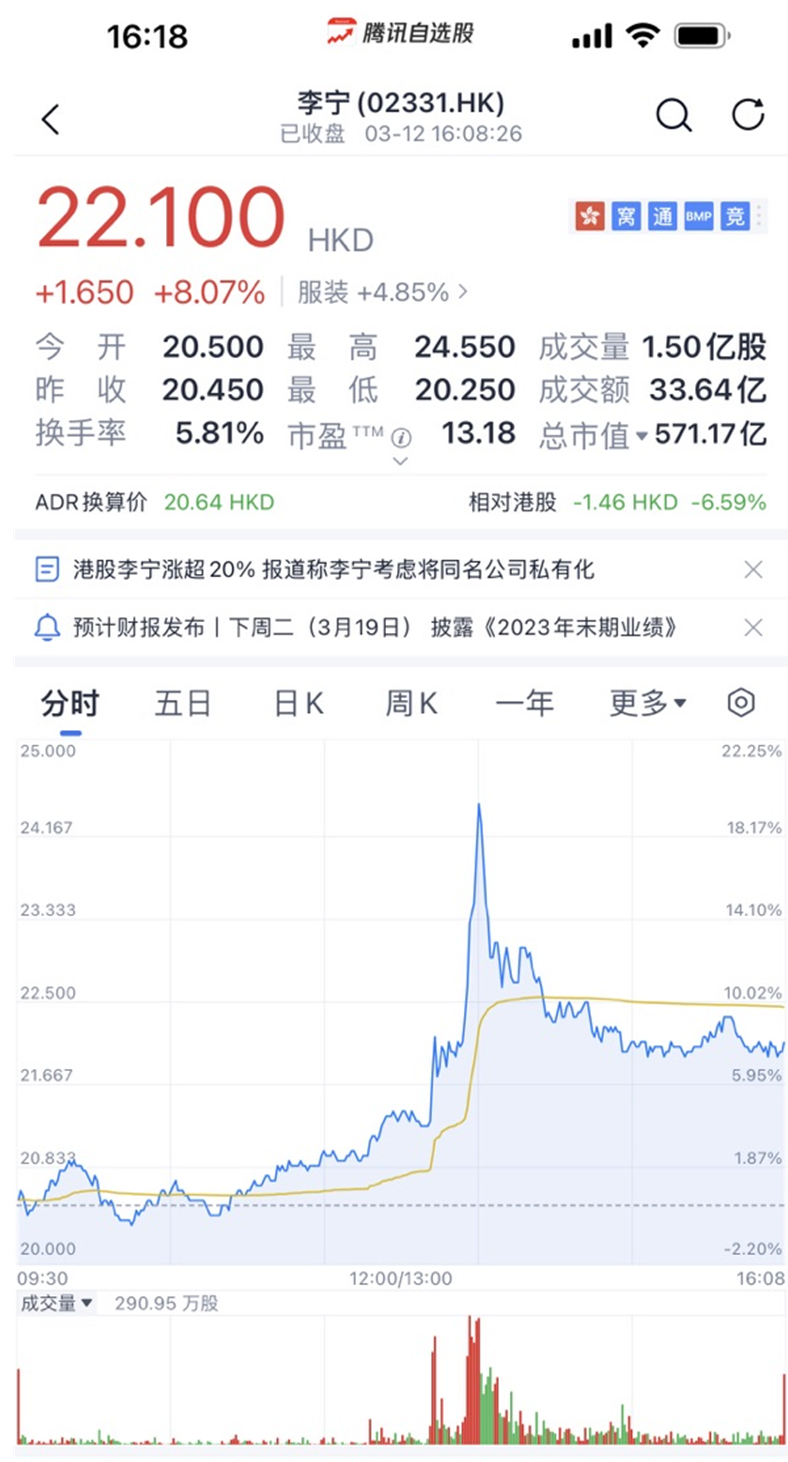 16:18 腾讯自选股
李宁 (02331.HK)
已收盘 03-12 16:08:26
22.100 HKD
窝 通 BMP 竞
+1.650 +8.07% 服装 +4.85%
今开 20.500 最高 24.550 成交量 1.50亿股
昨收 20.450 最低 20.250 成交额 33.64亿
换手率 5.81% 市盈TTM 13.18 总市值 571.17亿
ADR换算价 20.64 HKD 相对港股 -1.46 HKD -6.59%
港股李宁涨超20% 报道称李宁考虑将同名公司私有化
预计财报发布丨下周二（3月19日） 披露《2023年末期业绩》
分时 五日 日K 周K 一年 更多
25.000 22.25%
24.167 18.17%
23.333 14.10%
22.500 10.02%
21.667 5.95%
20.833 1.87%
20.000 -2.20%
09:30 12:00/13:00 16:08
成交量 290.95 万股